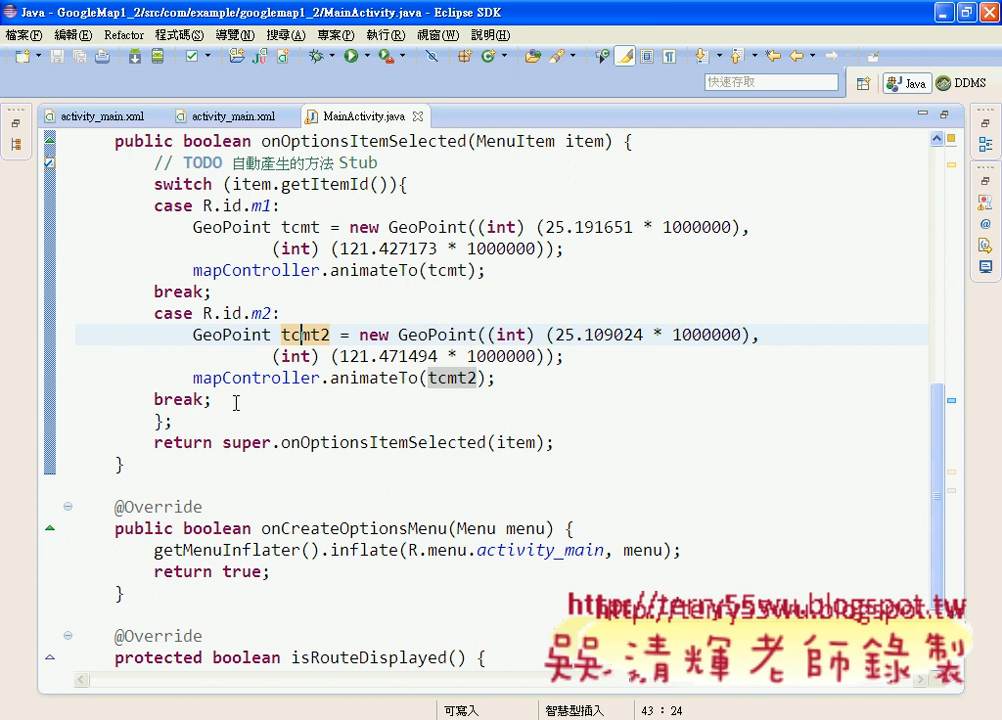 Java - GoogleMap1_2/src/com/example/googlemap1_2/MainActivity.java - Eclipse SDK
檔案(F) 編輯(E) Refactor 程式碼(S) 導覽(N) 搜尋(A) 專案(P) 執行(R) 視窗(W) 說明(H)
快速存取 Java DDMS
activity_main.xml activity_main.xml MainActivity.java
public boolean onOptionsItemSelected(MenuItem item) {
// TODO 自動產生的方法 Stub
switch (item.getItemId()){
case R.id.m1:
GeoPoint tcmt = new GeoPoint((int) (25.191651 * 1000000),
(int) (121.427173 * 1000000));
mapController.animateTo(tcmt);
break;
case R.id.m2:
GeoPoint tcmt2 = new GeoPoint((int) (25.109024 * 1000000),
(int) (121.471494 * 1000000));
mapController.animateTo(tcmt2);
break;
};
return super.onOptionsItemSelected(item);
}
@Override
public boolean onCreateOptionsMenu(Menu menu) {
getMenuInflater().inflate(R.menu.activity_main, menu);
return true;
}
@Override
protected boolean isRouteDisplayed() {
http://terry55wu.blogspot.tw
吳清輝老師錄製
可寫入 智慧型插入 43 : 24